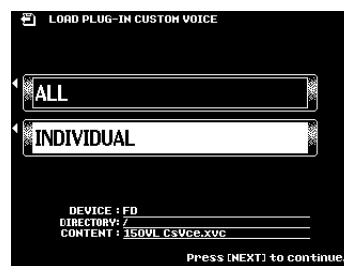 LOAD PLUG-IN CUSTOM VOICE
ALL
INDIVIDUAL
DEVICE : FD
DIRECTORY: /
CONTENT : 150VL CsVce.xvc
Press [NEXT] to continue.